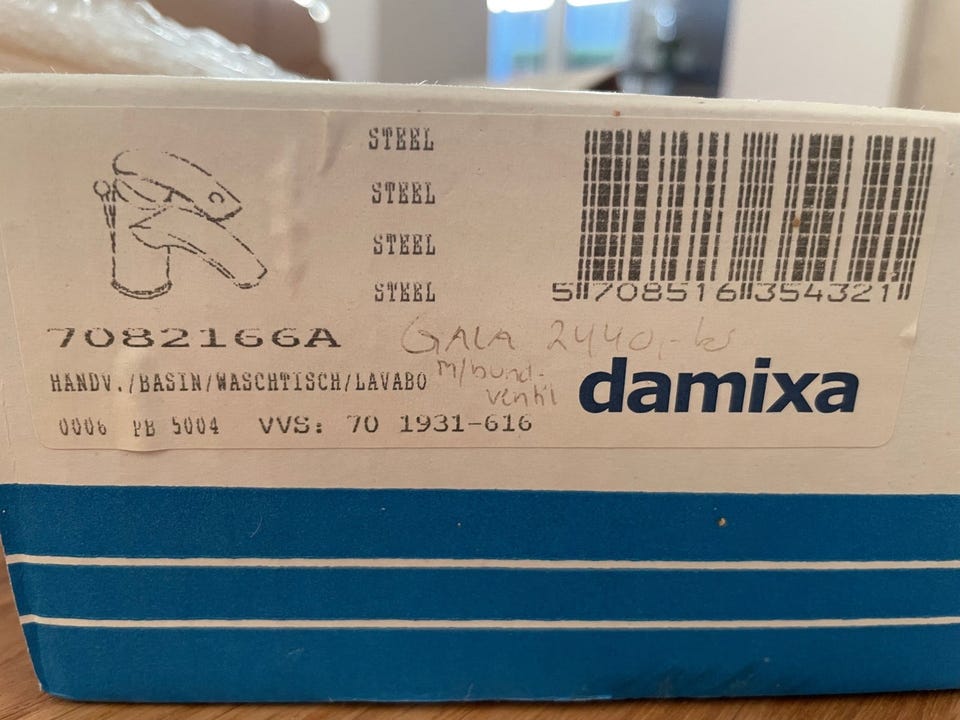 STEEL
STEEL
STEEL
STEEL
5 708516 354321
7082166A
GALA 2440,- kr
m/bund-
ventil
HANDV./BASIN/WASCHTISCH/LAVABO
damixa
0006 PB 5004 VVS: 70 1931-616